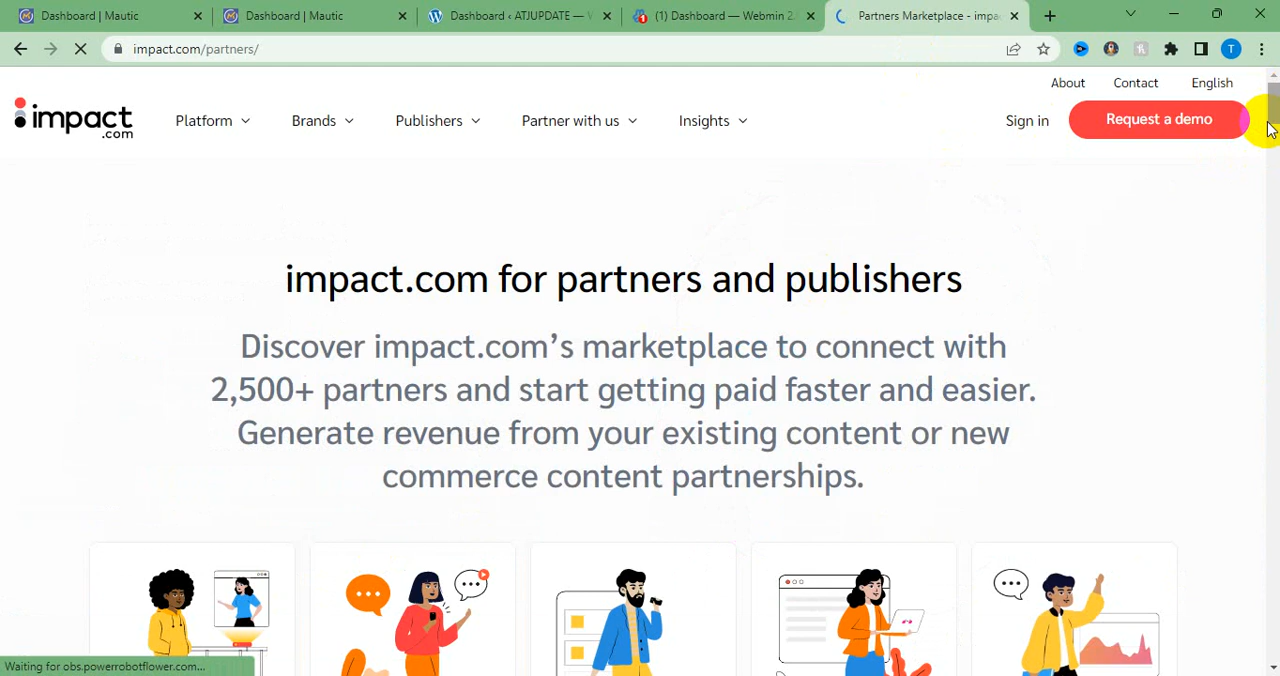 Dashboard | Mautic
Dashboard | Mautic
Dashboard ‹ ATJUPDATE — W
(1) Dashboard — Webmin 2.
Partners Marketplace - impac
impact.com/partners/
T
About
Contact
English
impact
.com
Platform
Brands
Publishers
Partner with us
Insights
Sign in
Request a demo
impact.com for partners and publishers
Discover impact.com’s marketplace to connect with
2,500+ partners and start getting paid faster and easier.
Generate revenue from your existing content or new
commerce content partnerships.
Waiting for obs.powerrobotflower.com...